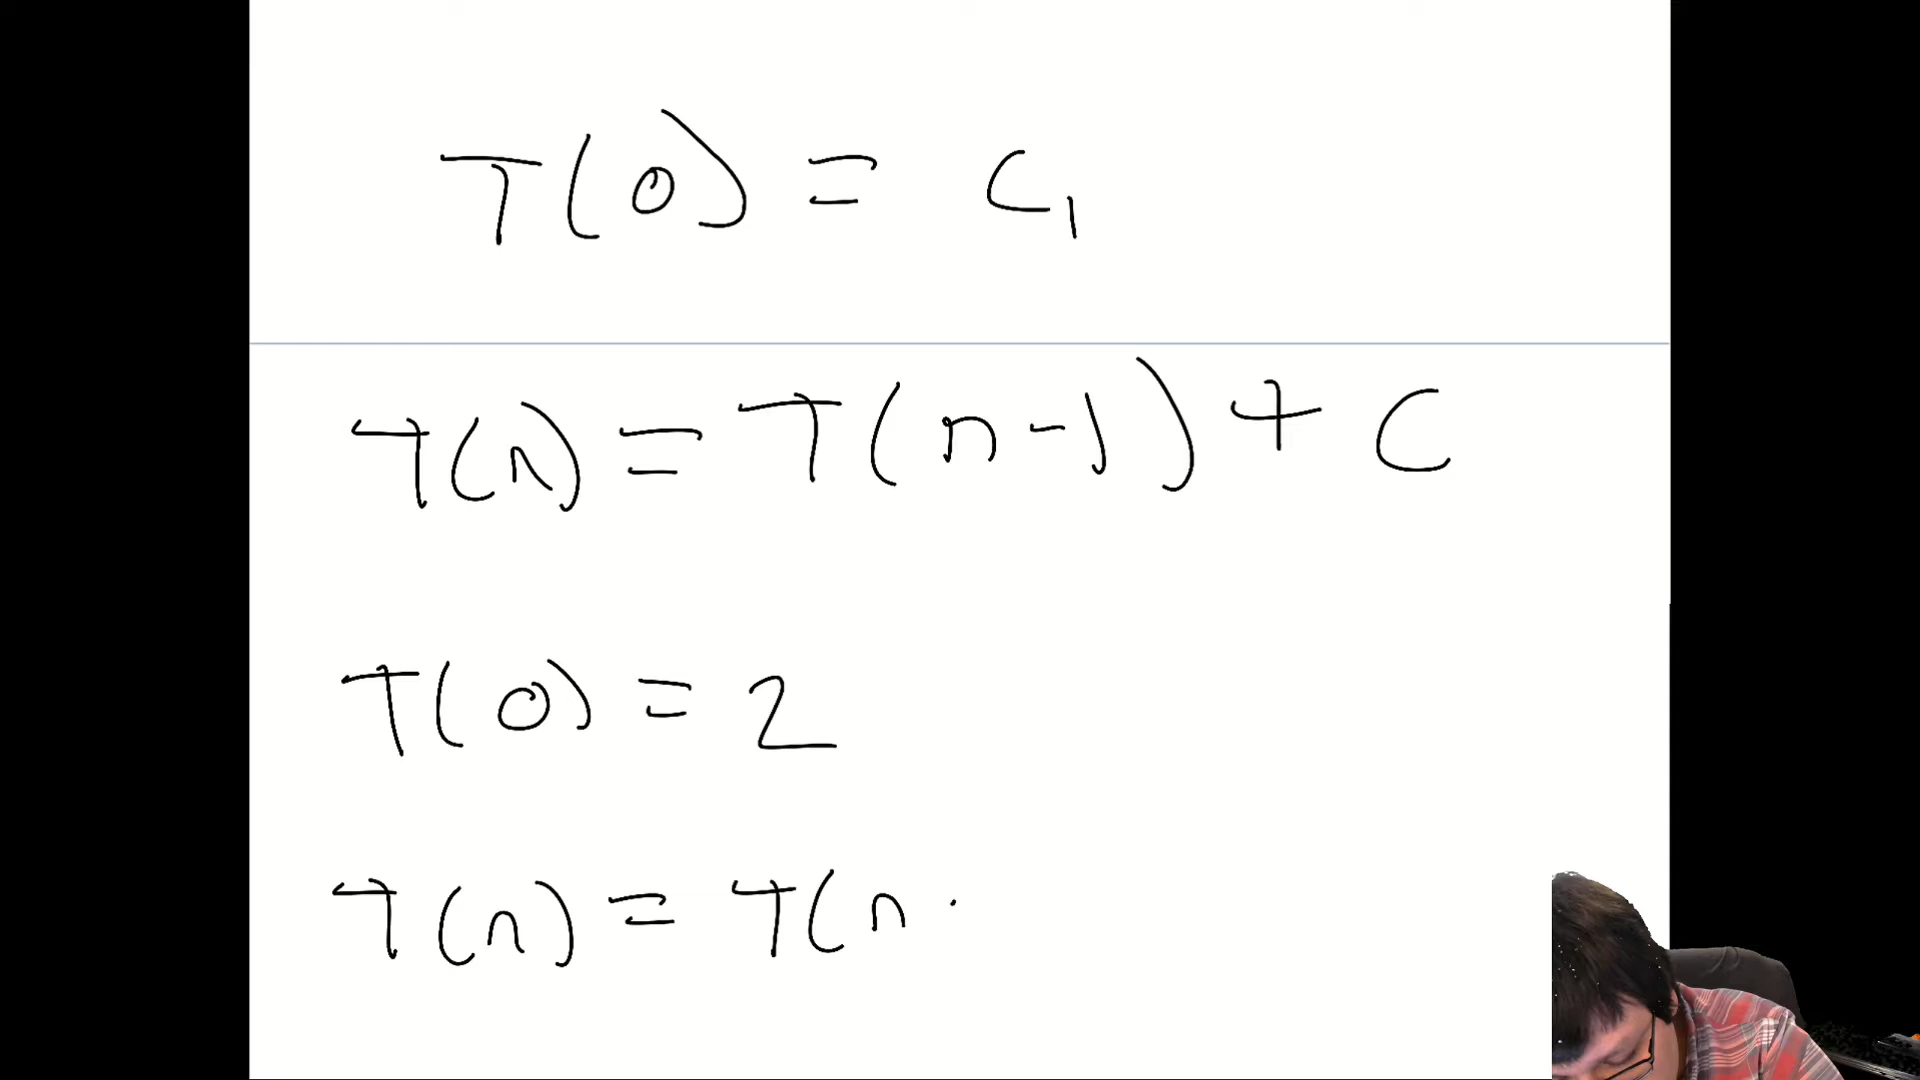 T(0) = C₁
T(n) = T(n-1) + C
T(0) = 2
T(n) = T(n ·